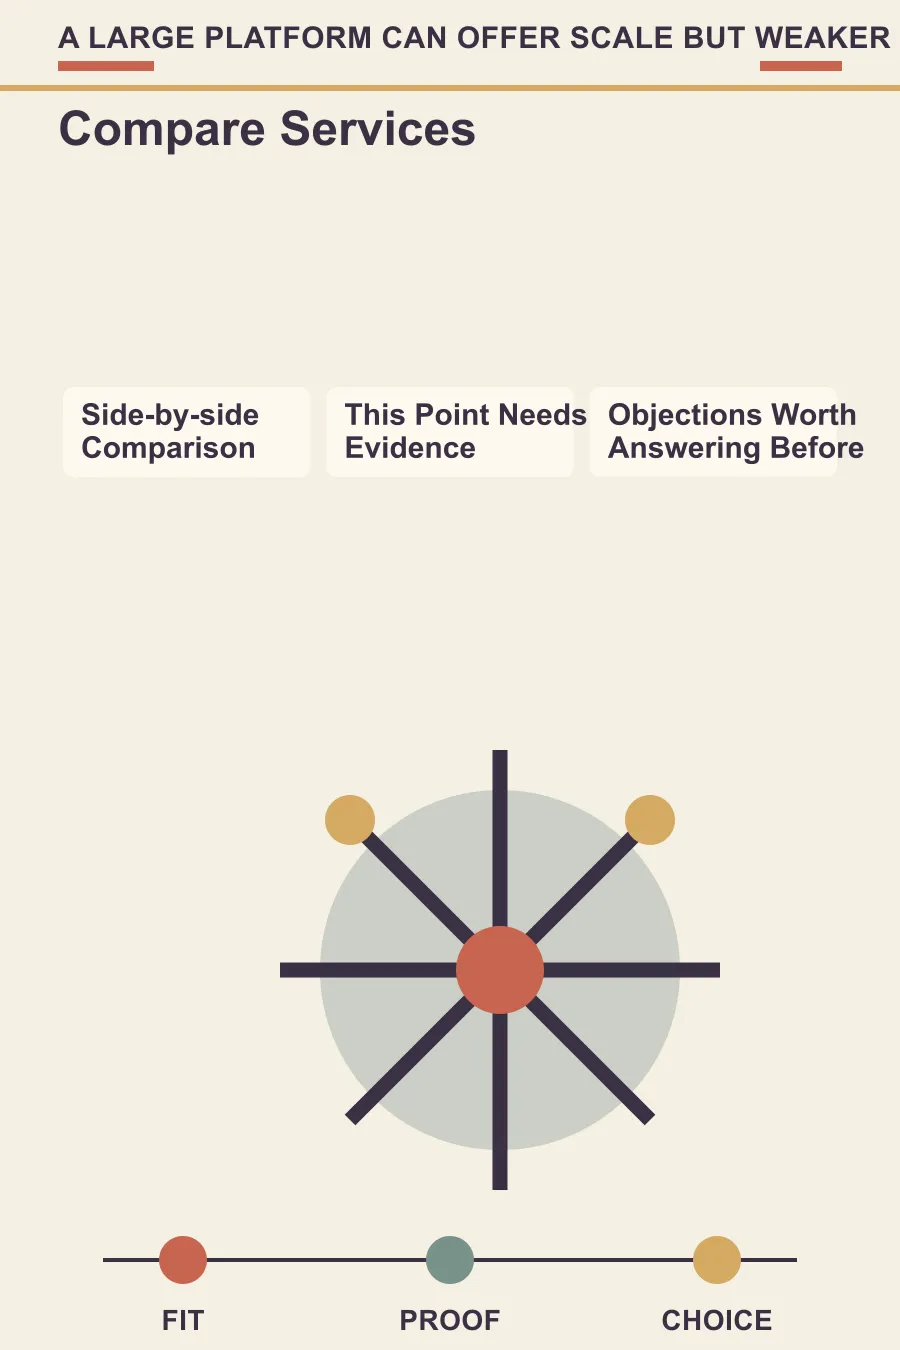 A LARGE PLATFORM CAN OFFER SCALE BUT WEAKER
Compare Services
Side-by-side
Comparison
This Point Needs
Evidence
Objections Worth
Answering Before
FIT
PROOF
CHOICE